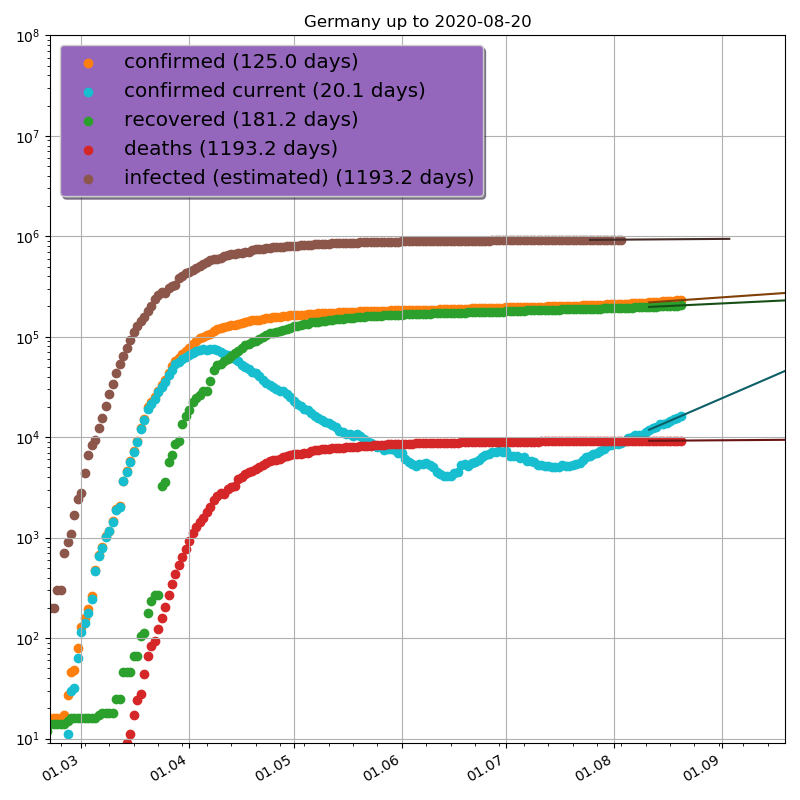 Germany up to 2020-08-20
confirmed (125.0 days)
confirmed current (20.1 days)
recovered (181.2 days)
deaths (1193.2 days)
infected (estimated) (1193.2 days)
10⁸
10⁷
10⁶
10⁵
10⁴
10³
10²
10¹
01.03
01.04
01.05
01.06
01.07
01.08
01.09